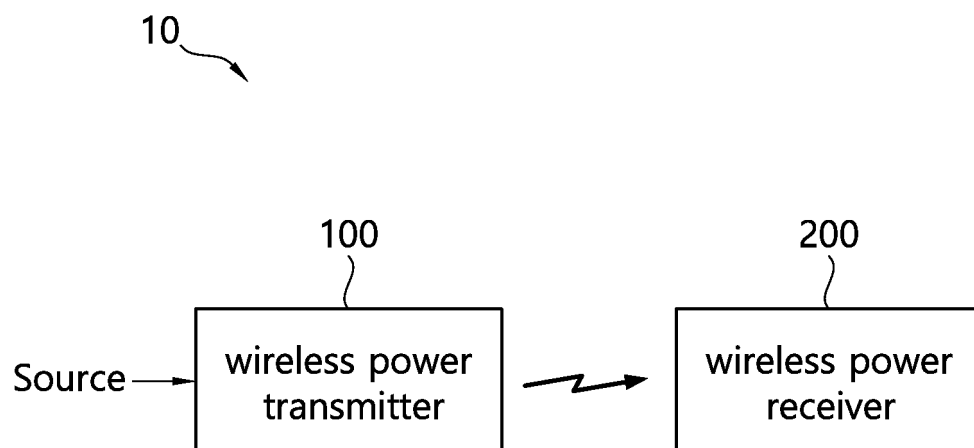 10
100
200
Source
wireless power
transmitter
wireless power
receiver